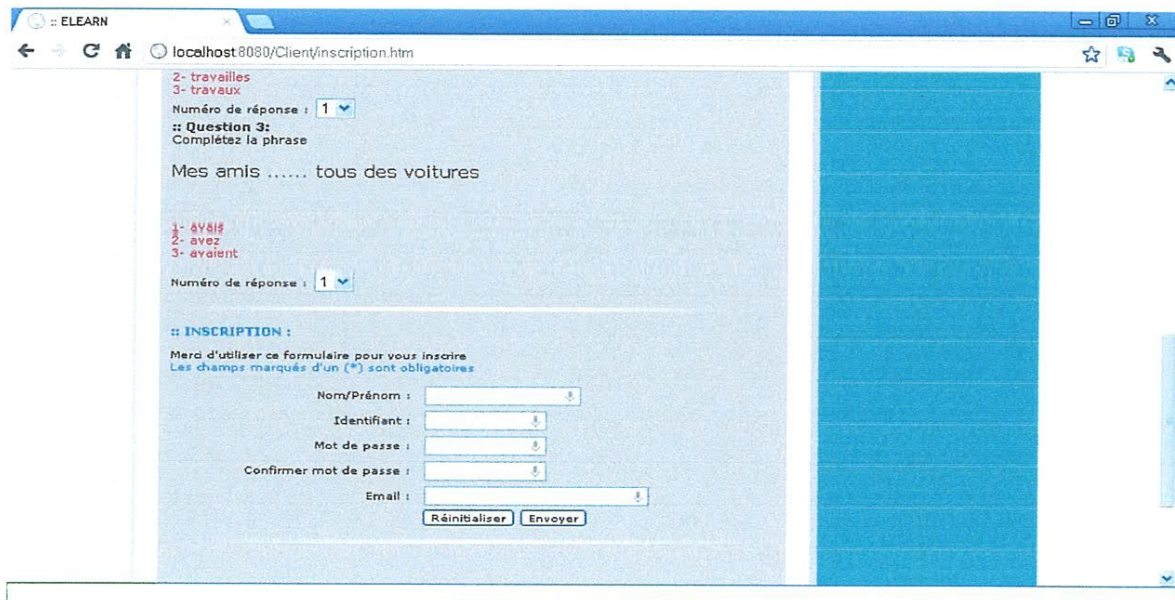 :: ELEARN
localhost:8080/Client/inscription.htm
2- travailles
3- travaux
Numéro de réponse : 1
:: Question 3:
Complétez la phrase
Mes amis ...... tous des voitures
1- avais
2- avez
3- avaient
Numéro de réponse : 1
:: INSCRIPTION :
Merci d'utiliser ce formulaire pour vous inscrire
Les champs marqués d'un (*) sont obligatoires
Nom/Prénom :
Identifiant :
Mot de passe :
Confirmer mot de passe :
Email :
Réinitialiser Envoyer